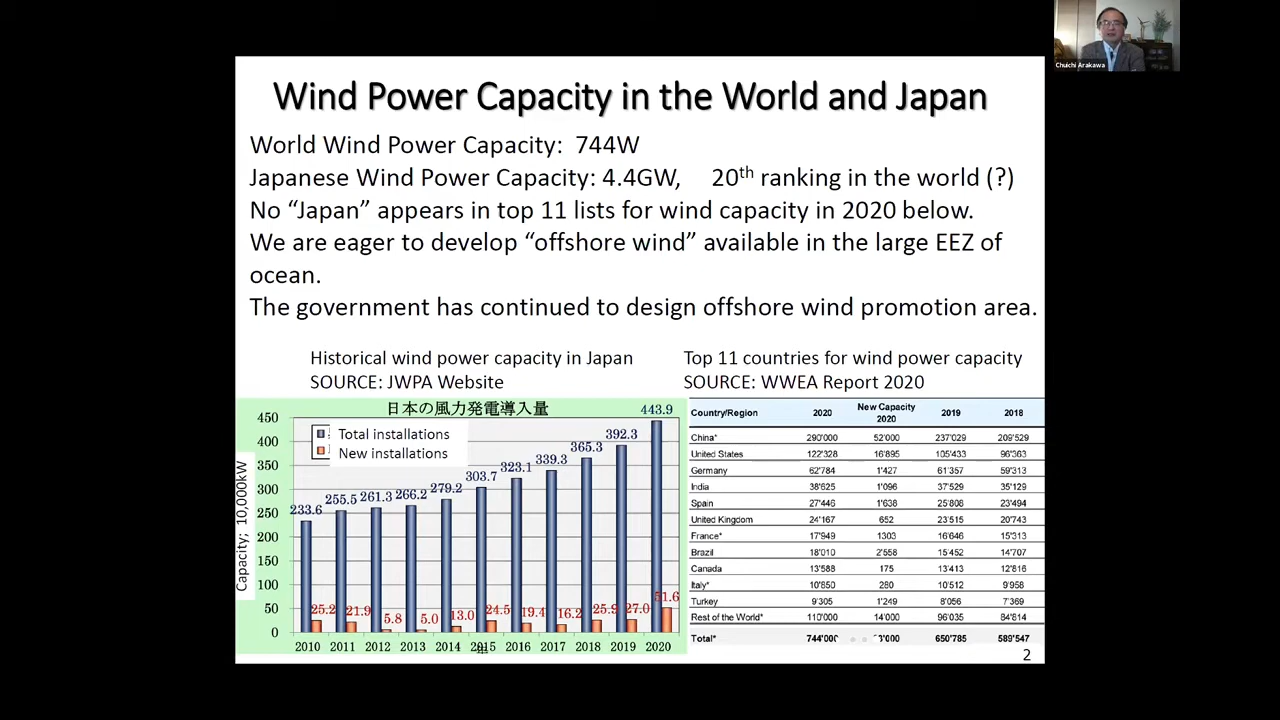 Chuichi Arakawa
Wind Power Capacity in the World and Japan
World Wind Power Capacity: 744W
Japanese Wind Power Capacity: 4.4GW, 20th ranking in the world (?)
No “Japan” appears in top 11 lists for wind capacity in 2020 below.
We are eager to develop “offshore wind” available in the large EEZ of
ocean.
The government has continued to design offshore wind promotion area.
Historical wind power capacity in Japan
SOURCE: JWPA Website
日本の風力発電導入量
Capacity; 10,000kW
450
400
350
300
250
200
150
100
50
0
Total installations
New installations
233.6 255.5 261.3 266.2 279.2 303.7 323.1 339.3 365.3 392.3 443.9
25.2 21.9 5.8 5.0 13.0 24.5 19.4 16.2 25.9 27.0 51.6
2010 2011 2012 2013 2014 2015 2016 2017 2018 2019 2020
年
Top 11 countries for wind power capacity
SOURCE: WWEA Report 2020
Country/Region 2020 New Capacity 2020 2019 2018
China* 290'000 52'000 237'029 209'529
United States 122'328 16'895 105'433 96'363
Germany 62'784 1'427 61'357 59'313
India 38'625 1'096 37'529 35'129
Spain 27'446 1'638 25'808 23'494
United Kingdom 24'167 652 23'515 20'743
France* 17'949 1303 16'646 15'313
Brazil 18'010 2'558 15'452 14'707
Canada 13'588 175 13'413 12'816
Italy* 10'850 280 10'512 9'958
Turkey 9'305 1'249 8'056 7'369
Rest of the World* 110'000 14'000 96'035 84'814
Total* 744'000 650'785 589'547
2